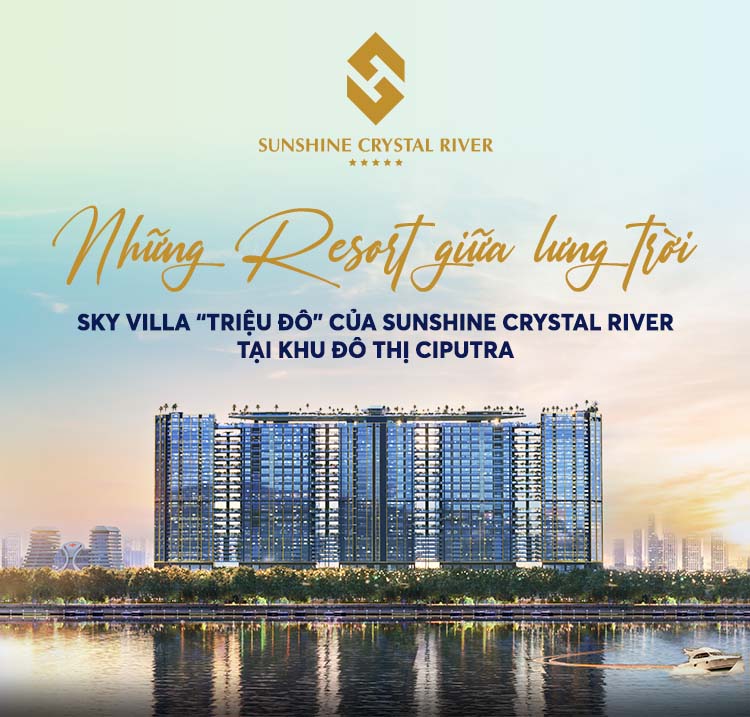 SUNSHINE CRYSTAL RIVER
★★★★★
Những Resort giữa lưng trời
SKY VILLA “TRIỆU ĐÔ” CỦA SUNSHINE CRYSTAL RIVER
TẠI KHU ĐÔ THỊ CIPUTRA